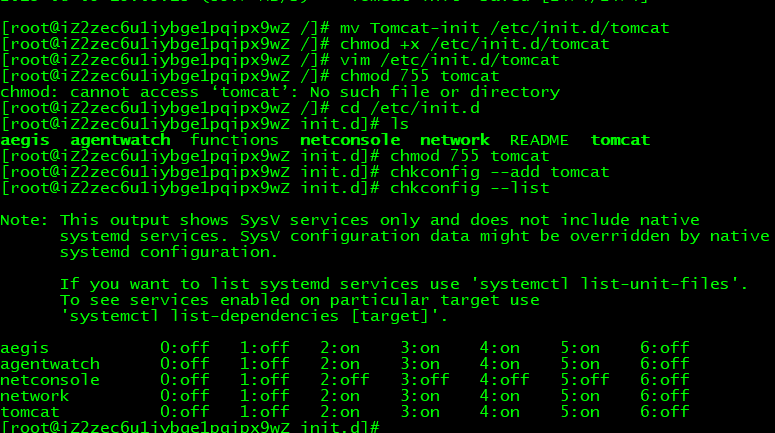 [root@iZ2zec6u1iybge1pqipx9wZ /]# mv Tomcat-init /etc/init.d/tomcat
[root@iZ2zec6u1iybge1pqipx9wZ /]# chmod +x /etc/init.d/tomcat
[root@iZ2zec6u1iybge1pqipx9wZ /]# vim /etc/init.d/tomcat
[root@iZ2zec6u1iybge1pqipx9wZ /]# chmod 755 tomcat
chmod: cannot access ‘tomcat’: No such file or directory
[root@iZ2zec6u1iybge1pqipx9wZ /]# cd /etc/init.d
[root@iZ2zec6u1iybge1pqipx9wZ init.d]# ls
aegis  agentwatch  functions  netconsole  network  README  tomcat
[root@iZ2zec6u1iybge1pqipx9wZ init.d]# chmod 755 tomcat
[root@iZ2zec6u1iybge1pqipx9wZ init.d]# chkconfig --add tomcat
[root@iZ2zec6u1iybge1pqipx9wZ init.d]# chkconfig --list
Note: This output shows SysV services only and does not include native
systemd services. SysV configuration data might be overridden by native
systemd configuration.
If you want to list systemd services use 'systemctl list-unit-files'.
To see services enabled on particular target use
'systemctl list-dependencies [target]'.
aegis 0:off 1:off 2:on 3:on 4:on 5:on 6:off
agentwatch 0:off 1:off 2:on 3:on 4:on 5:on 6:off
netconsole 0:off 1:off 2:off 3:off 4:off 5:off 6:off
network 0:off 1:off 2:on 3:on 4:on 5:on 6:off
tomcat 0:off 1:off 2:on 3:on 4:on 5:on 6:off
[root@iZ2zec6u1iybge1pqipx9wZ init.d]#